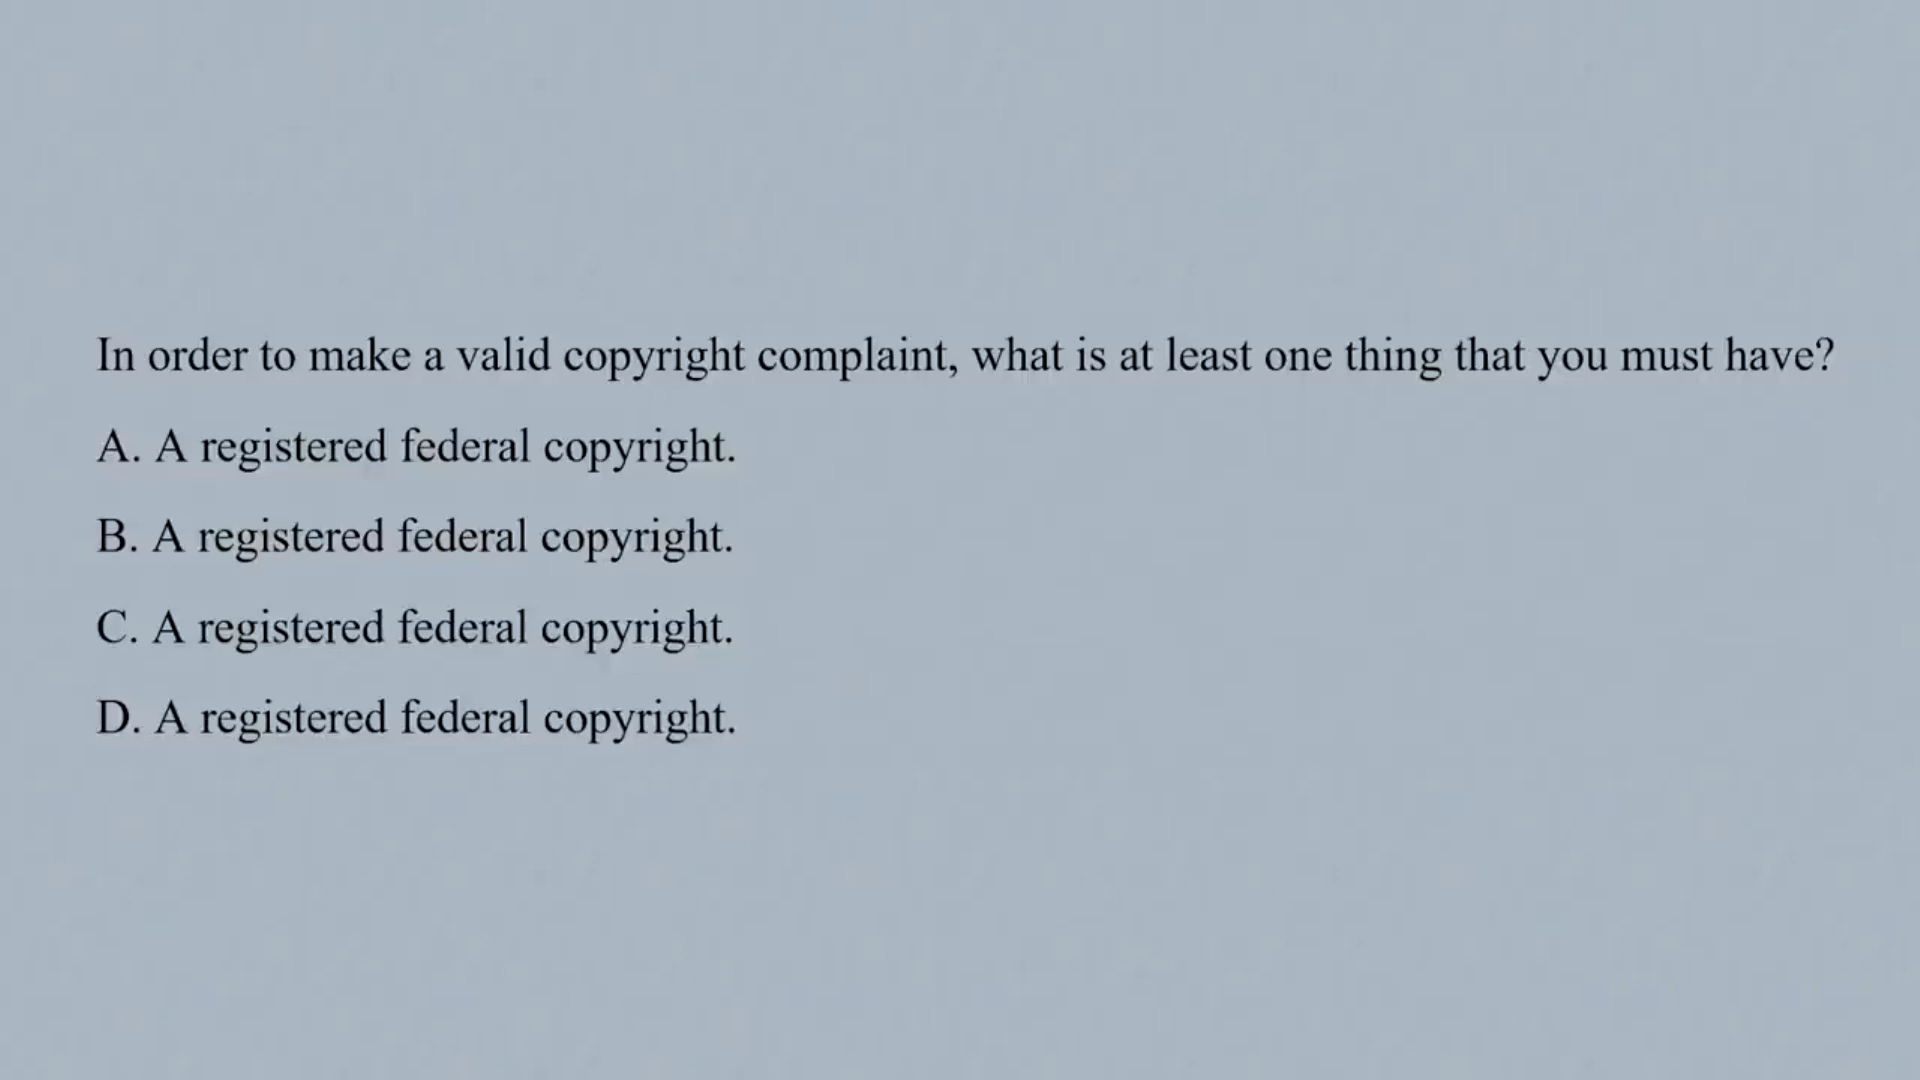 In order to make a valid copyright complaint, what is at least one thing that you must have?
A. A registered federal copyright.
B. A registered federal copyright.
C. A registered federal copyright.
D. A registered federal copyright.